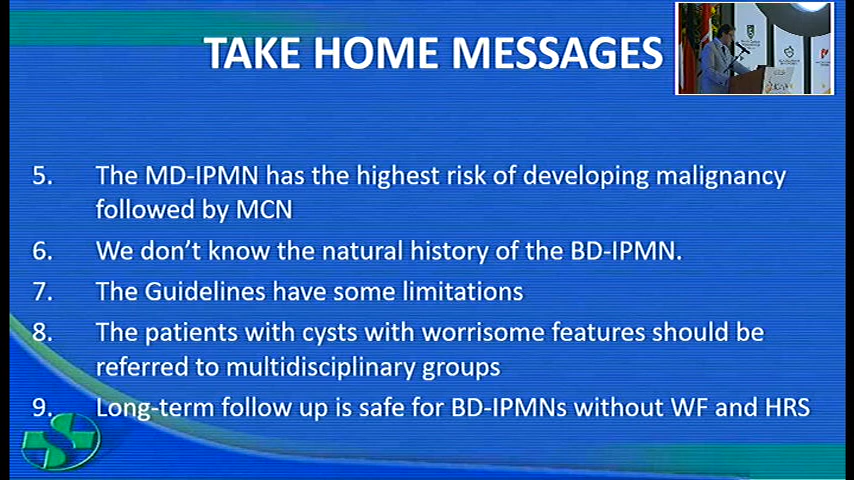 TAKE HOME MESSAGES
5. The MD-IPMN has the highest risk of developing malignancy
followed by MCN
6. We don't know the natural history of the BD-IPMN.
7. The Guidelines have some limitations
8. The patients with cysts with worrisome features should be
referred to multidisciplinary groups
9. Long-term follow up is safe for BD-IPMNs without WF and HRS